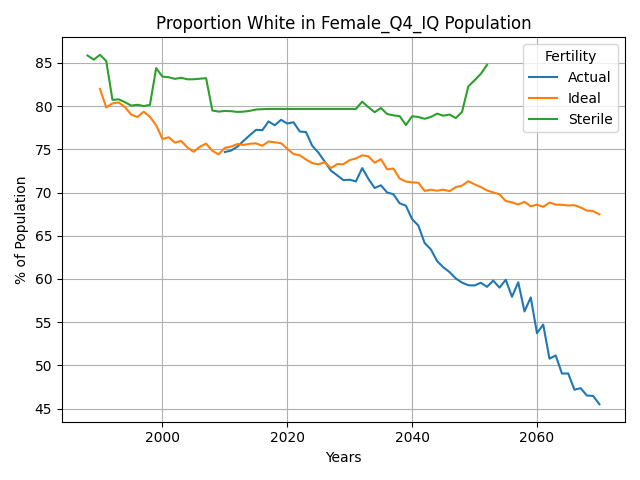 Proportion White in Female_Q4_IQ Population
% of Population
85
80
75
70
65
60
55
50
45
2000
2020
2040
2060
Years
Fertility
Actual
Ideal
Sterile